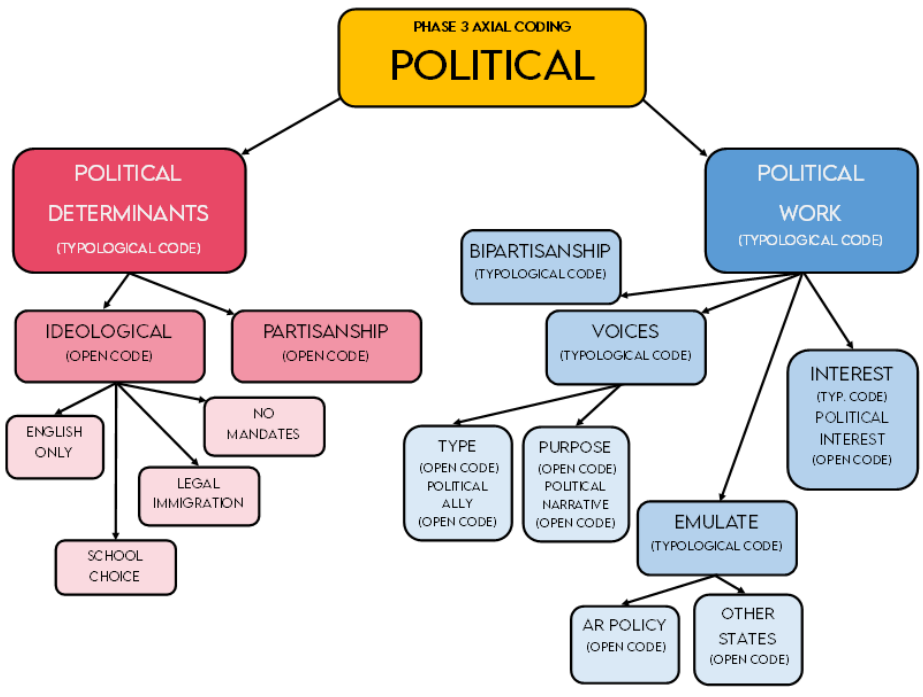 PHASE 3 AXIAL CODING
POLITICAL
POLITICAL
DETERMINANTS
(TYPOLOGICAL CODE)
POLITICAL
WORK
(TYPOLOGICAL CODE)
BIPARTISANSHIP
(TYPOLOGICAL CODE)
IDEOLOGICAL
(OPEN CODE)
PARTISANSHIP
(OPEN CODE)
VOICES
(TYPOLOGICAL CODE)
INTEREST
(TYP. CODE)
POLITICAL
INTEREST
(OPEN CODE)
ENGLISH
ONLY
NO
MANDATES
LEGAL
IMMIGRATION
SCHOOL
CHOICE
TYPE
(OPEN CODE)
POLITICAL
ALLY
(OPEN CODE)
PURPOSE
(OPEN CODE)
POLITICAL
NARRATIVE
(OPEN CODE)
EMULATE
(TYPOLOGICAL CODE)
AR POLICY
(OPEN CODE)
OTHER
STATES
(OPEN CODE)